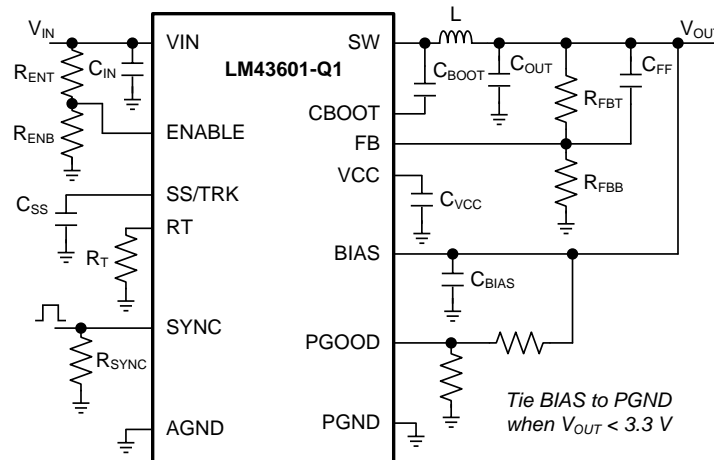 V_IN
VIN
SW
L
V_OUT
R_ENT
C_IN
LM43601-Q1
C_BOOT
C_OUT
C_FF
R_FBT
CBOOT
R_ENB
ENABLE
FB
VCC
R_FBB
C_VCC
SS/TRK
C_SS
RT
R_T
BIAS
C_BIAS
SYNC
PGOOD
R_SYNC
Tie BIAS to PGND
when V_OUT < 3.3 V
AGND
PGND